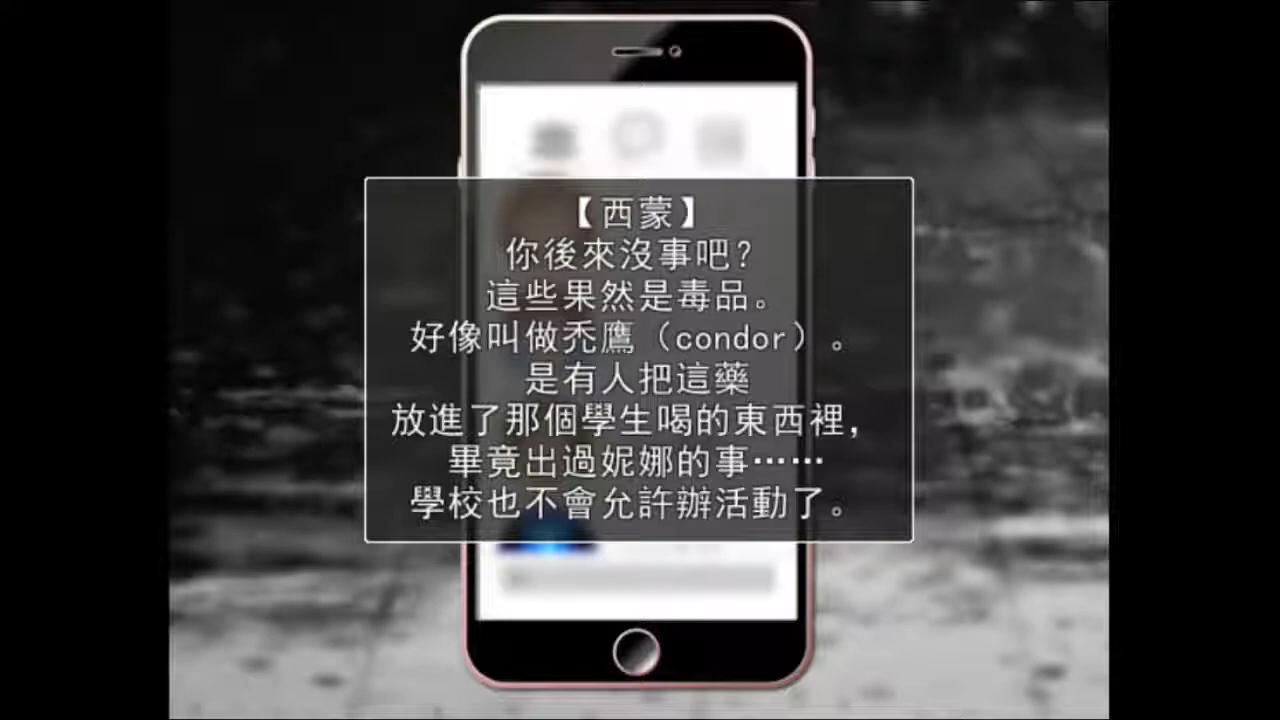 【西蒙】
你後來沒事吧？
這些果然是毒品。
好像叫做禿鷹（condor）。
是有人把這藥
放進了那個學生喝的東西裡，
畢竟出過妮娜的事……
學校也不會允許辦活動了。